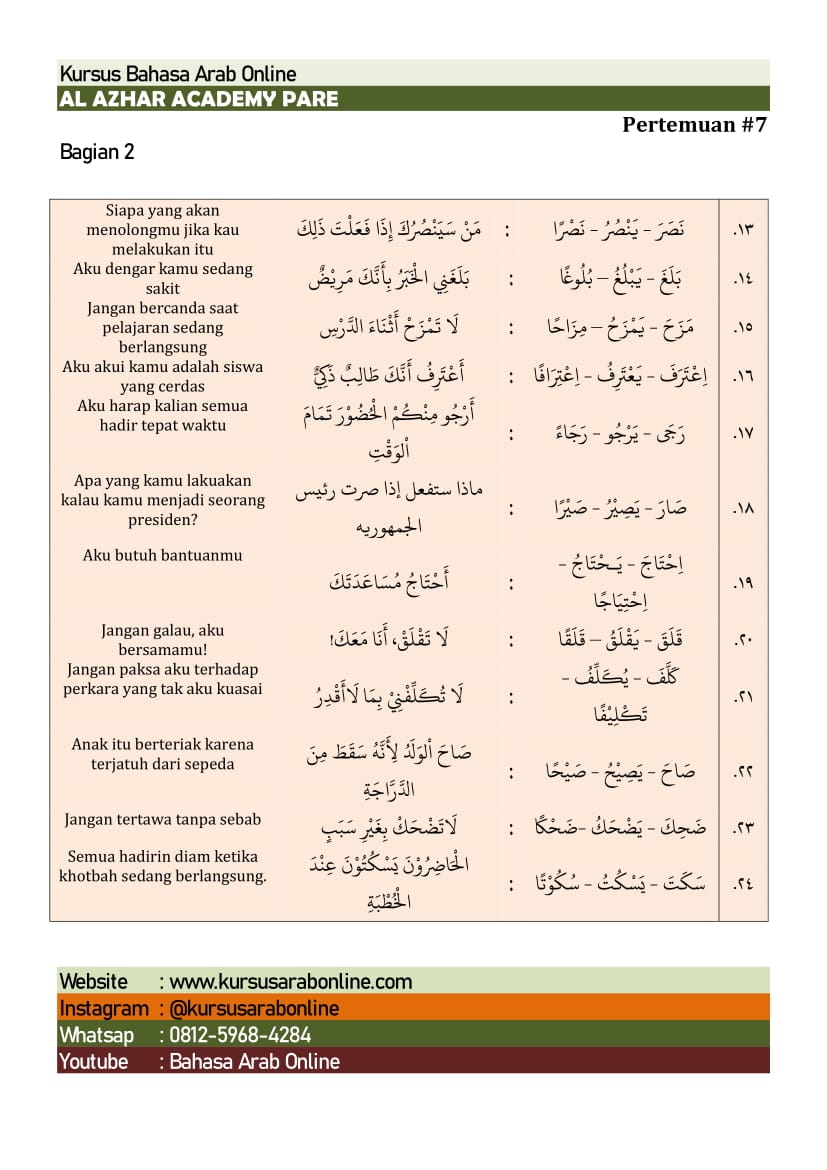 Kursus Bahasa Arab Online
AL AZHAR ACADEMY PARE
Pertemuan #7
Bagian 2
١٣. نَصَرَ - يَنْصُرُ - نَصْرًا : مَنْ سَيَنْصُرُكَ إِذَا فَعَلْتَ ذَلِكَ
Siapa yang akan
menolongmu jika kau
melakukan itu
١٤. بَلَغَ - يَبْلُغُ – بُلُوغًا : بَلَغَنِي الْخَبَرُ بِأَنَّكَ مَرِيْضٌ
Aku dengar kamu sedang
sakit
١٥. مَزَحَ - يَمْزَحُ – مِزَاحًا : لَا تَمْزَحْ أَثْنَاءَ الدَّرْسِ
Jangan bercanda saat
pelajaran sedang
berlangsung
١٦. اِعْتَرَفَ - يَعْتَرِفُ - اِعْتِرَافًا : أَعْتَرِفُ أَنَّكَ طَالِبٌ ذَكِيٌّ
Aku akui kamu adalah siswa
yang cerdas
١٧. رَجَى - يَرْجُو - رَجَاءً : أَرْجُو مِنْكُمْ الْحُضُوْرَ تَمَامَ
اْلوَقْتِ
Aku harap kalian semua
hadir tepat waktu
١٨. صَارَ - يَصِيْرُ - صَيْرًا : ماذا ستفعل إذا صرت رئيس
الجمهوريه
Apa yang kamu lakuakan
kalau kamu menjadi seorang
presiden?
١٩. اِحْتَاجَ - يَحْتَاجُ -
اِحْتِيَاجًا : أَحْتَاجُ مُسَاعَدَتَكَ
Aku butuh bantuanmu
٢٠. قَلَقَ - يَقْلَقُ – قَلَقًا : لَا تَقْلَقْ، أَنَا مَعَكَ!
Jangan galau, aku
bersamamu!
٢١. كَلَّفَ - يُكَلِّفُ -
تَكْلِيْفًا : لَا تُكَلِّفْنِيْ بِمَا لَاأَقْدِرُ
Jangan paksa aku terhadap
perkara yang tak aku kuasai
٢٢. صَاحَ - يَصِيْحُ - صَيْحًا : صَاحَ اْلوَلَدُ لِأَنَّهُ سَقَطَ مِنَ
الدَّرَّاجَةِ
Anak itu berteriak karena
terjatuh dari sepeda
٢٣. ضَحِكَ - يَضْحَكُ -ضَحْكًا : لَاتَضْحَكْ بِغَيْرِ سَبَبٍ
Jangan tertawa tanpa sebab
٢٤. سَكَتَ - يَسْكُتُ - سُكُوْتًا : الْحَاضِرُوْنَ يَسْكُتُوْنَ عِنْدَ
الْخُطْبَةِ
Semua hadirin diam ketika
khotbah sedang berlangsung.
Website : www.kursusarabonline.com
Instagram : @kursusarabonline
Whatsap : 0812-5968-4284
Youtube : Bahasa Arab Online